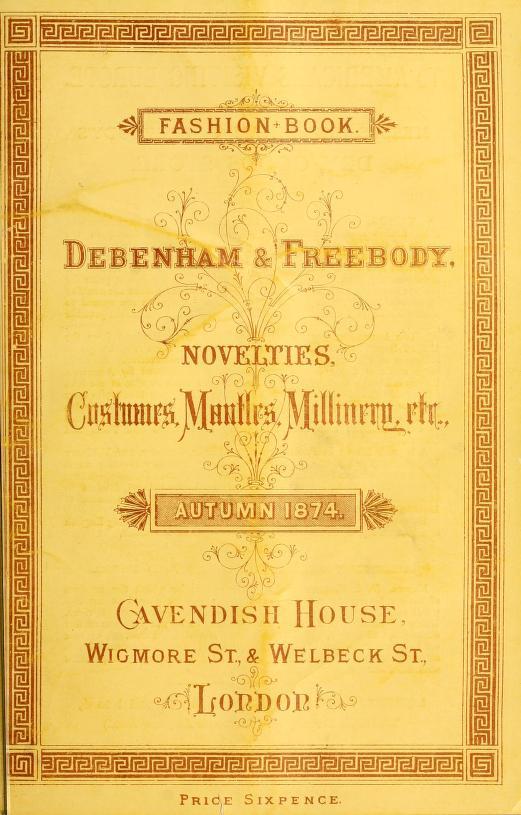 FASHION + BOOK.
DEBENHAM & FREEBODY,
NOVELTIES,
Costumes, Mantles, Millinery, etc.,
AUTUMN 1874.
CAVENDISH HOUSE,
WIGMORE ST., & WELBECK ST.,
LONDON
PRICE SIXPENCE.